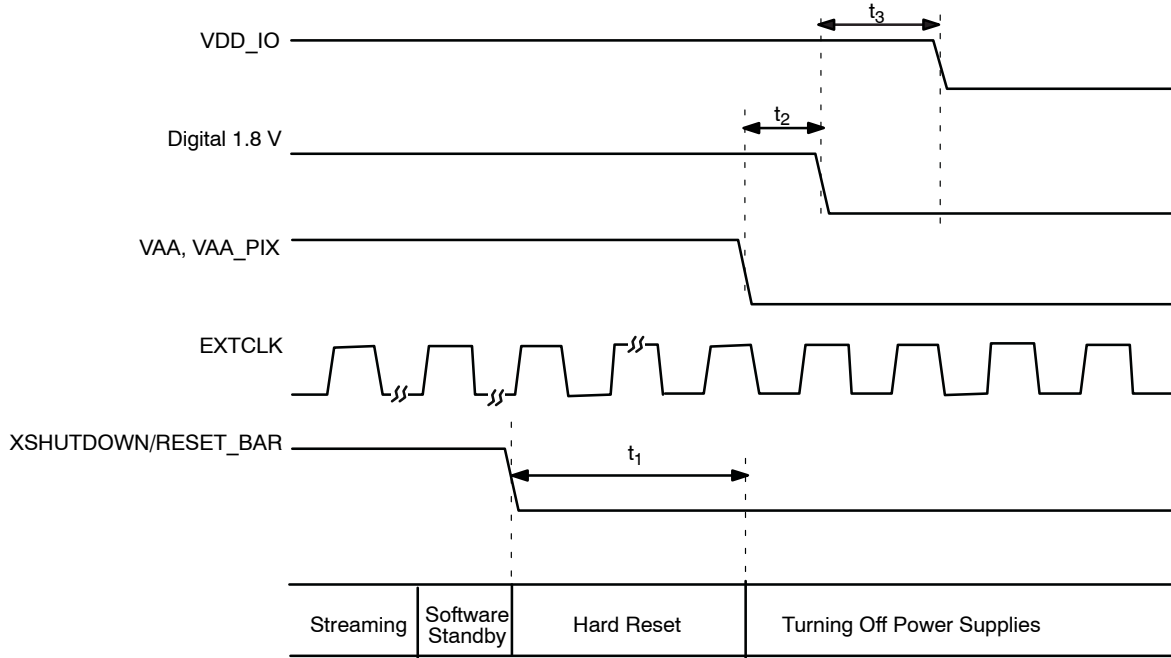 t3
VDD_IO
t2
Digital 1.8 V
VAA, VAA_PIX
EXTCLK
XSHUTDOWN/RESET_BAR
t1
Streaming
Software
Standby
Hard Reset
Turning Off Power Supplies